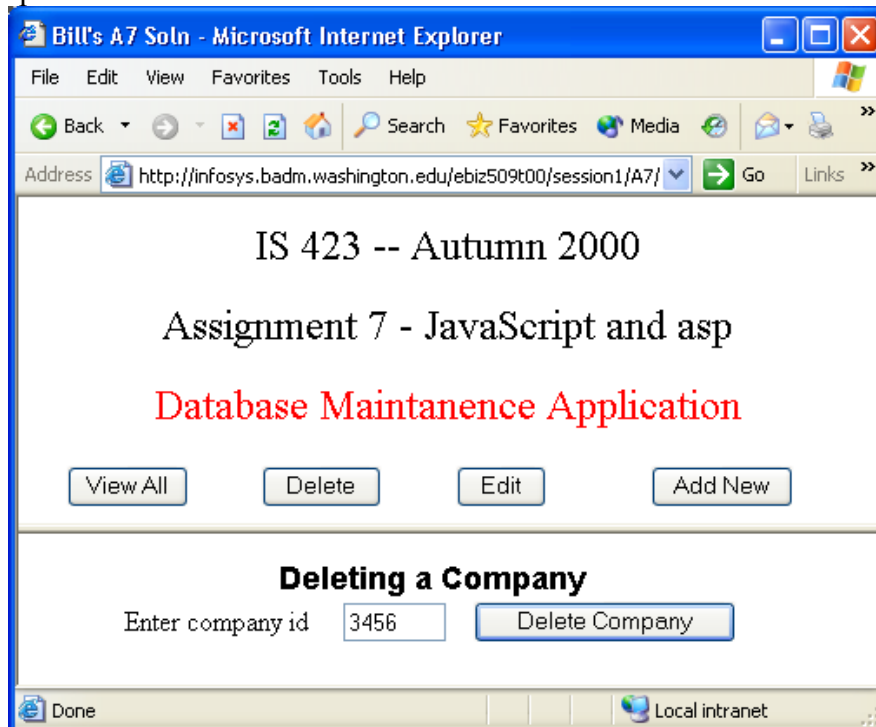 Bill's A7 Soln - Microsoft Internet Explorer
File Edit View Favorites Tools Help
Back Search Favorites Media »
Address http://infosys.badm.washington.edu/ebiz509t00/session1/A7/ Go Links »
IS 423 -- Autumn 2000
Assignment 7 - JavaScript and asp
Database Maintanence Application
View All Delete Edit Add New
Deleting a Company
Enter company id 3456 Delete Company
Done Local intranet